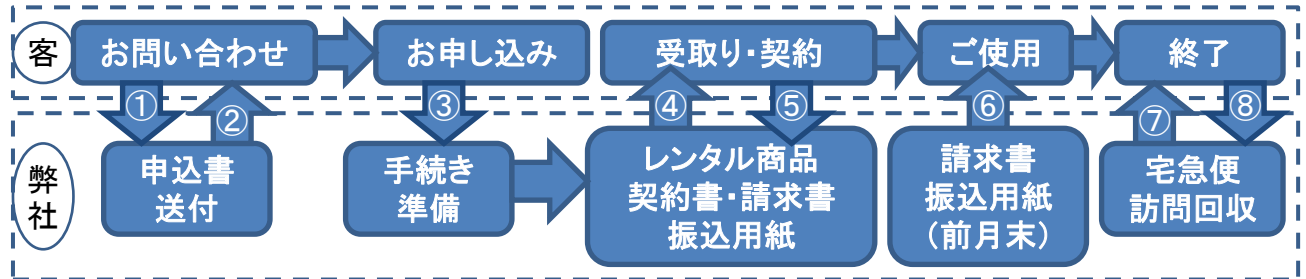 客
お問い合わせ
お申し込み
受取り・契約
ご使用
終了
①
②
③
④
⑤
⑥
⑦
⑧
弊
社
申込書
送付
手続き
準備
レンタル商品
契約書・請求書
振込用紙
請求書
振込用紙
(前月末)
宅急便
訪問回収